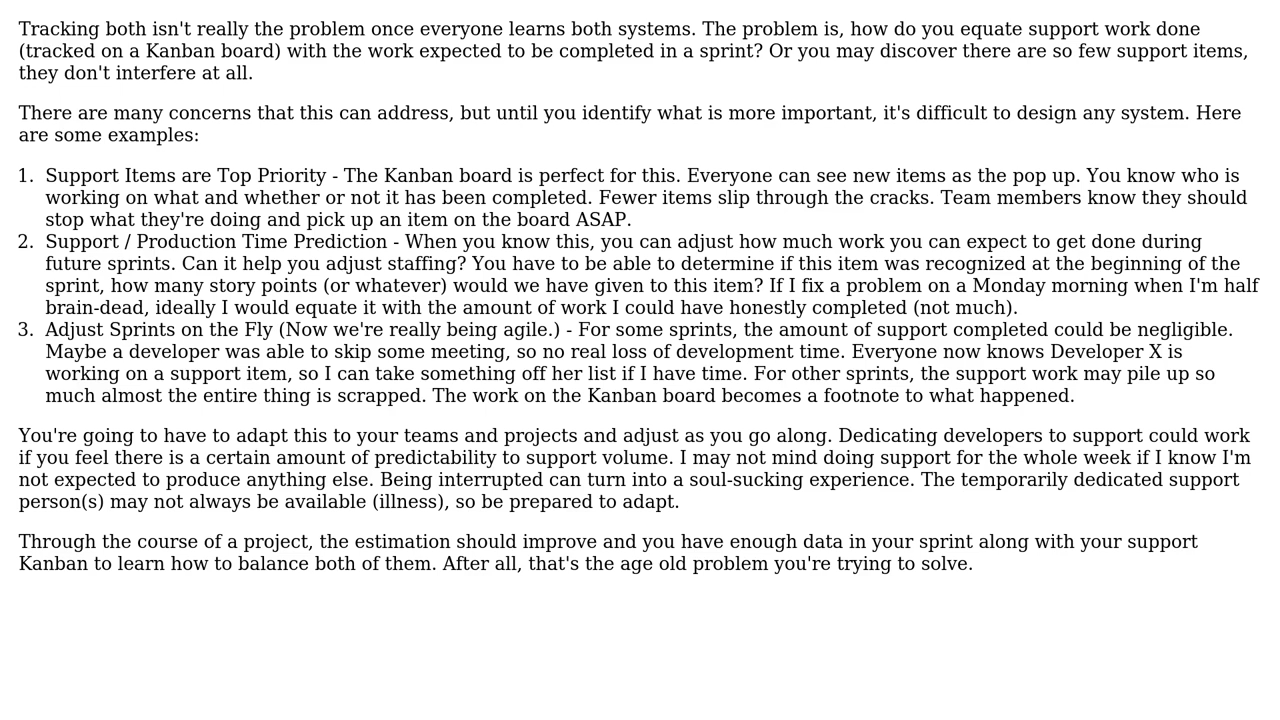 Tracking both isn't really the problem once everyone learns both systems. The problem is, how do you equate support work done
(tracked on a Kanban board) with the work expected to be completed in a sprint? Or you may discover there are so few support items,
they don't interfere at all.
There are many concerns that this can address, but until you identify what is more important, it's difficult to design any system. Here
are some examples:
1. Support Items are Top Priority - The Kanban board is perfect for this. Everyone can see new items as the pop up. You know who is
working on what and whether or not it has been completed. Fewer items slip through the cracks. Team members know they should
stop what they're doing and pick up an item on the board ASAP.
2. Support / Production Time Prediction - When you know this, you can adjust how much work you can expect to get done during
future sprints. Can it help you adjust staffing? You have to be able to determine if this item was recognized at the beginning of the
sprint, how many story points (or whatever) would we have given to this item? If I fix a problem on a Monday morning when I'm half
brain-dead, ideally I would equate it with the amount of work I could have honestly completed (not much).
3. Adjust Sprints on the Fly (Now we're really being agile.) - For some sprints, the amount of support completed could be negligible.
Maybe a developer was able to skip some meeting, so no real loss of development time. Everyone now knows Developer X is
working on a support item, so I can take something off her list if I have time. For other sprints, the support work may pile up so
much almost the entire thing is scrapped. The work on the Kanban board becomes a footnote to what happened.
You're going to have to adapt this to your teams and projects and adjust as you go along. Dedicating developers to support could work
if you feel there is a certain amount of predictability to support volume. I may not mind doing support for the whole week if I know I'm
not expected to produce anything else. Being interrupted can turn into a soul-sucking experience. The temporarily dedicated support
person(s) may not always be available (illness), so be prepared to adapt.
Through the course of a project, the estimation should improve and you have enough data in your sprint along with your support
Kanban to learn how to balance both of them. After all, that's the age old problem you're trying to solve.